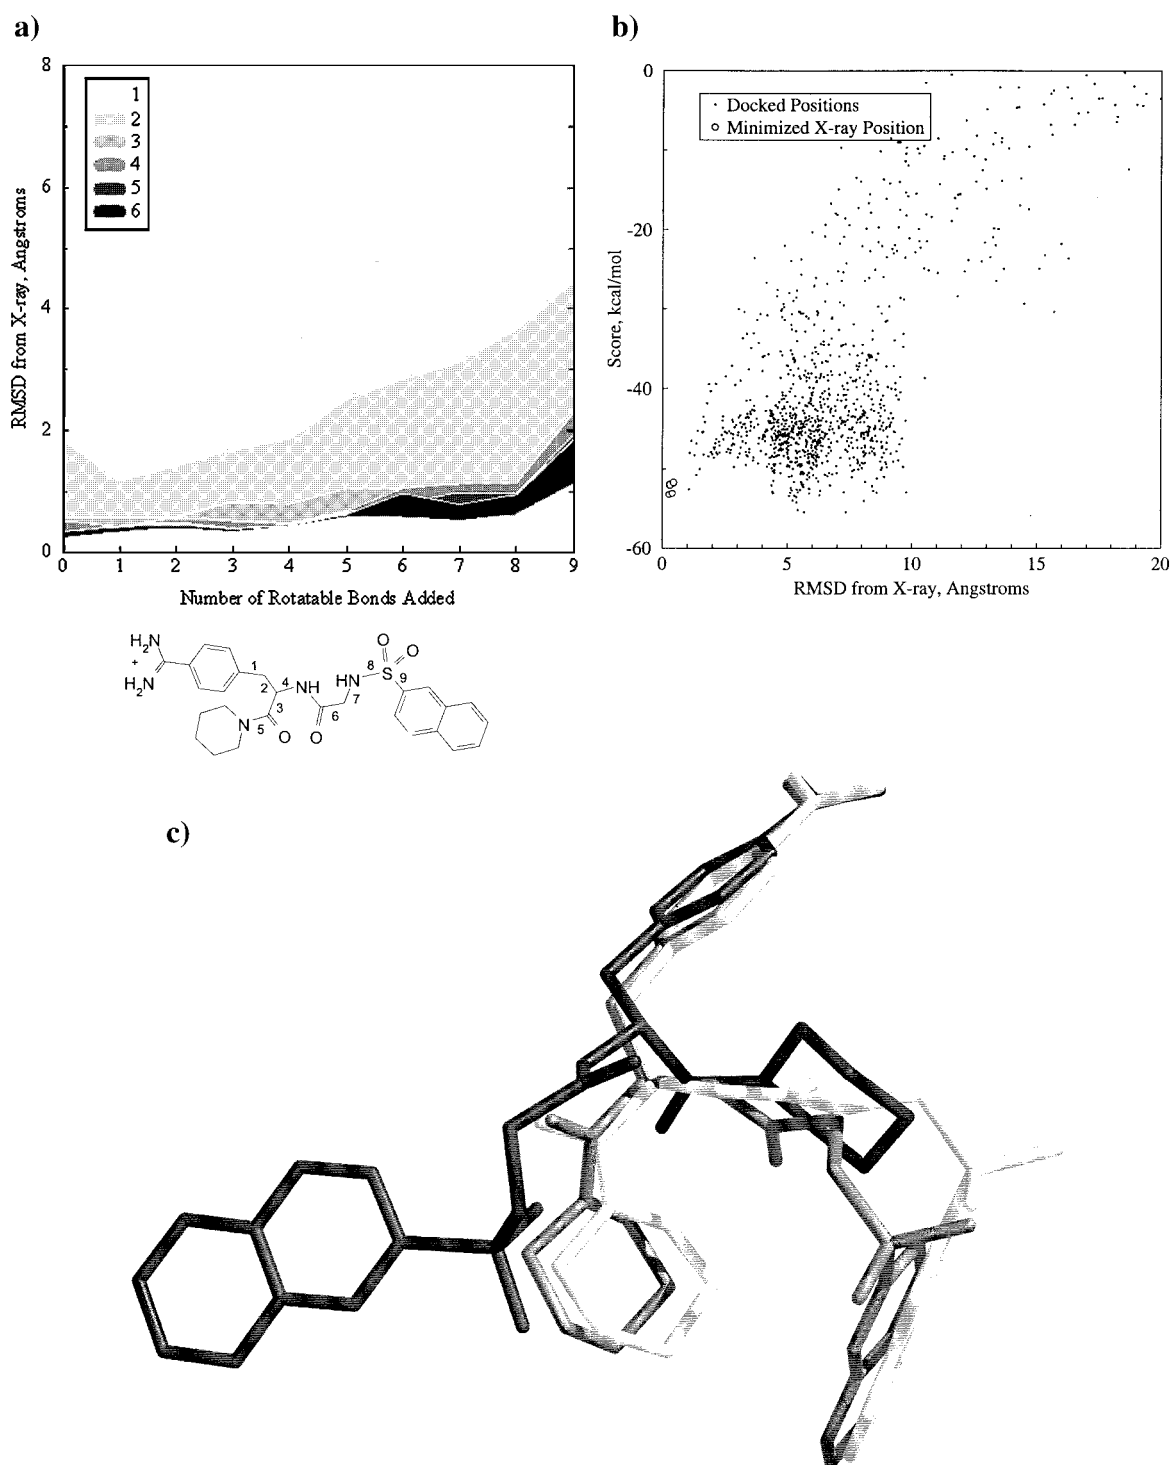 a)
8
6
4
2
0
RMSD from X-ray, Angstroms
1
2
3
4
5
6
0 1 2 3 4 5 6 7 8 9
Number of Rotatable Bonds Added
b)
0
-20
-40
-60
Score, kcal/mol
Docked Positions
Minimized X-ray Position
0 5 10 15 20
RMSD from X-ray, Angstroms
H2N
+
H2N
1
2
3
4
5
N
O
NH
O
6
7
NH
8
O
O
S
9
c)